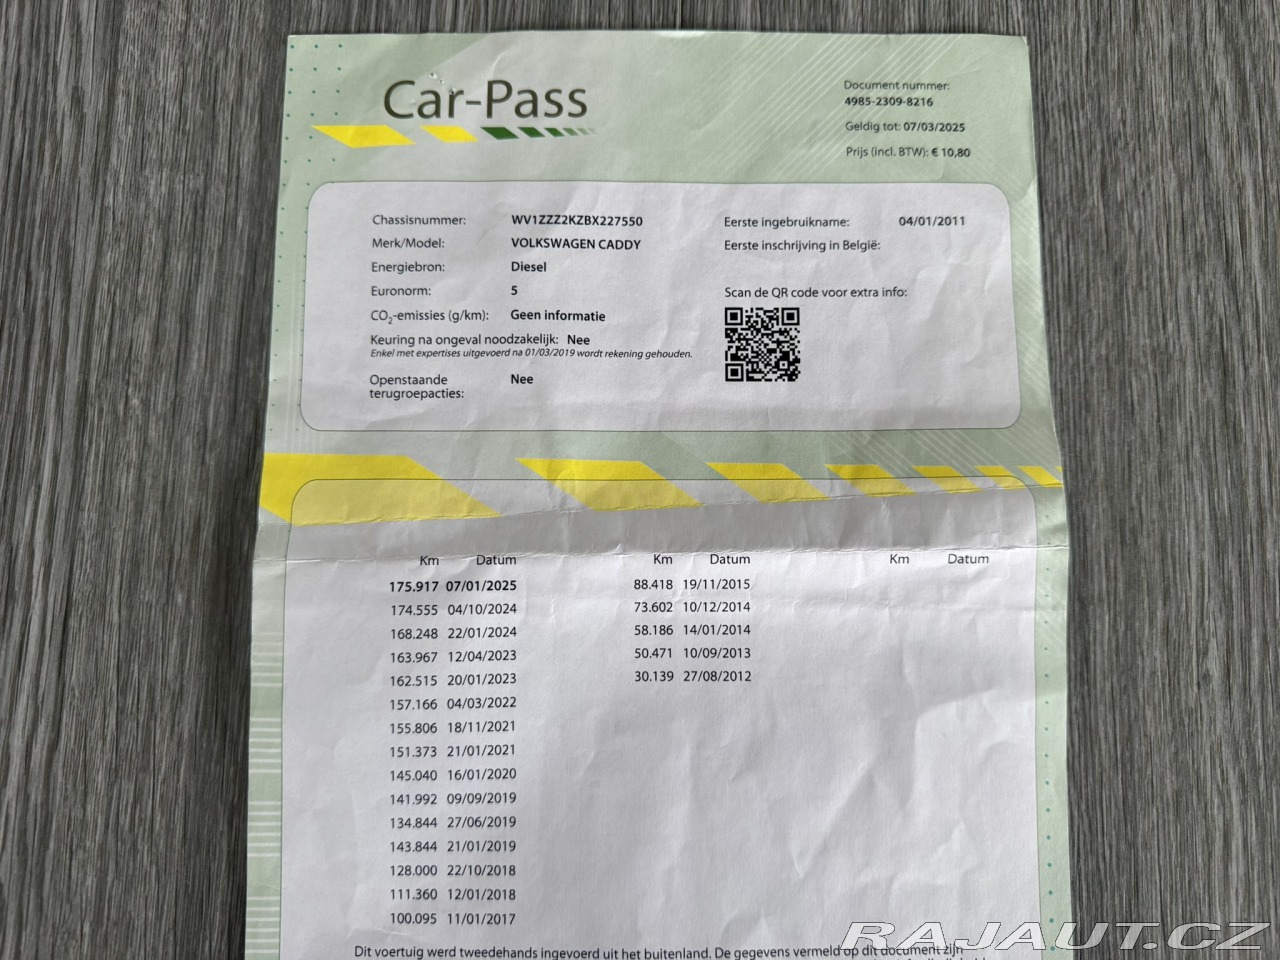 Car-Pass
Document nummer:
4985-2309-8216
Geldig tot: 07/03/2025
Prijs (incl. BTW): € 10,80
Chassisnummer: WV1ZZZ2KZBX227550
Merk/Model: VOLKSWAGEN CADDY
Energiebron: Diesel
Euronorm: 5
CO2-emissies (g/km): Geen informatie
Keuring na ongeval noodzakelijk: Nee
Enkel met expertises uitgevoerd na 01/03/2019 wordt rekening gehouden.
Openstaande Nee
terugroepacties:
Eerste ingebruikname: 04/01/2011
Eerste inschrijving in België:
Scan de QR code voor extra info:
Km Datum
175.917 07/01/2025
174.555 04/10/2024
168.248 22/01/2024
163.967 12/04/2023
162.515 20/01/2023
157.166 04/03/2022
155.806 18/11/2021
151.373 21/01/2021
145.040 16/01/2020
141.992 09/09/2019
134.844 27/06/2019
143.844 21/01/2019
128.000 22/10/2018
111.360 12/01/2018
100.095 11/01/2017
Km Datum
88.418 19/11/2015
73.602 10/12/2014
58.186 14/01/2014
50.471 10/09/2013
30.139 27/08/2012
Km Datum
Dit voertuig werd tweedehands ingevoerd uit het buitenland. De gegevens vermeld op dit document zijn
RAJAUT.CZ